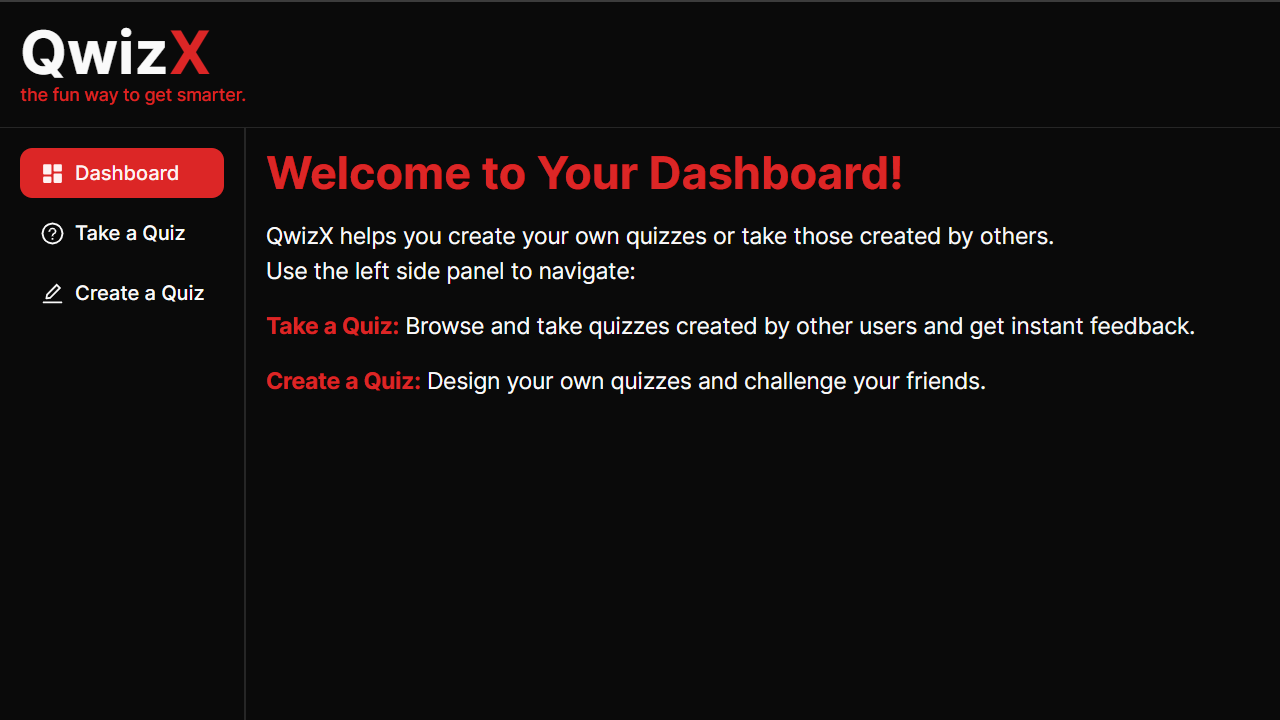 QwizX
the fun way to get smarter.
Dashboard
Take a Quiz
Create a Quiz
Welcome to Your Dashboard!
QwizX helps you create your own quizzes or take those created by others.
Use the left side panel to navigate:
Take a Quiz: Browse and take quizzes created by other users and get instant feedback.
Create a Quiz: Design your own quizzes and challenge your friends.